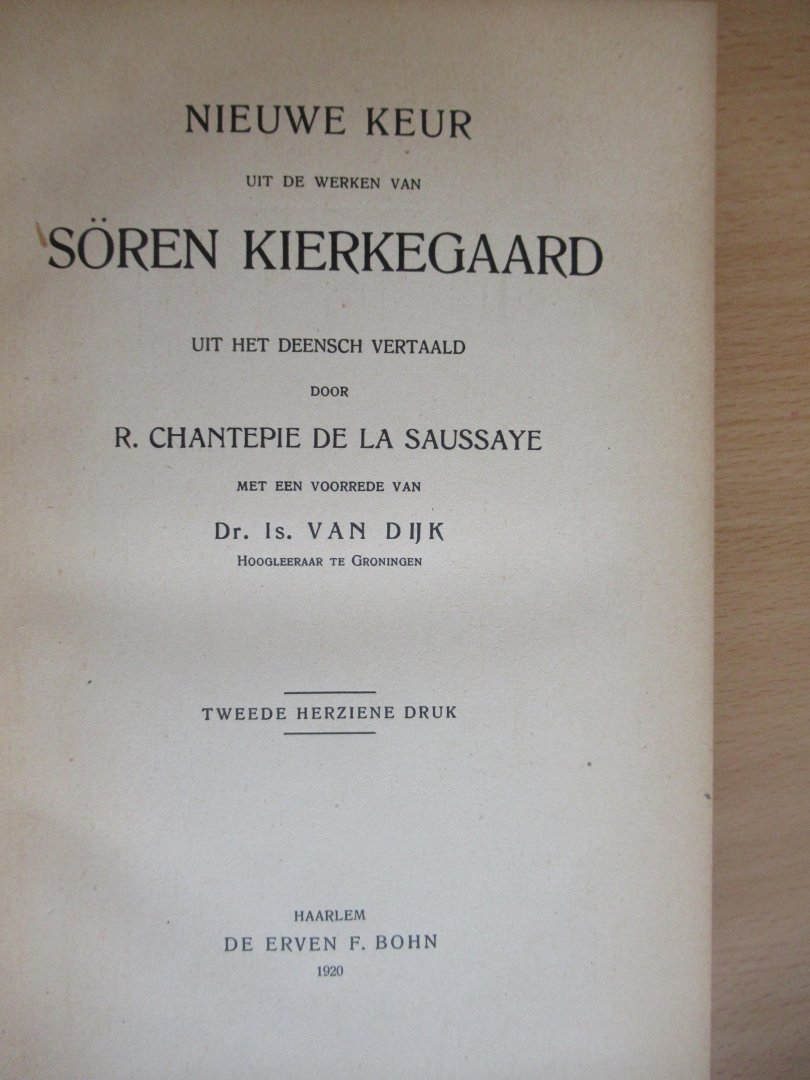 NIEUWE KEUR
UIT DE WERKEN VAN
SÖREN KIERKEGAARD
UIT HET DEENSCH VERTAALD
DOOR
R. CHANTEPIE DE LA SAUSSAYE
MET EEN VOORREDE VAN
Dr. Is. VAN DIJK
HOOGLEERAAR TE GRONINGEN
TWEEDE HERZIENE DRUK
HAARLEM
DE ERVEN F. BOHN
1920